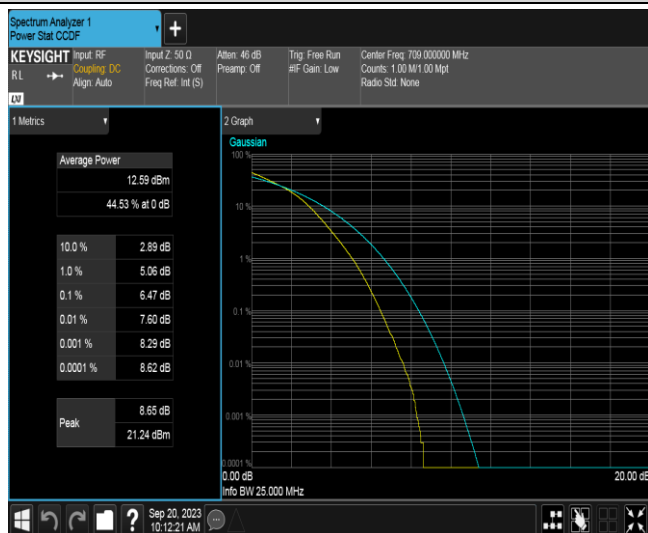 Spectrum Analyzer 1
Power Stat CCDF
KEYSIGHT
RL
LXI
Input: RF
Coupling: DC
Align: Auto
Input Z: 50 Ω
Corrections: Off
Freq Ref: Int (S)
Atten: 46 dB
Preamp: Off
Trig: Free Run
#IF Gain: Low
Center Freq: 709.000000 MHz
Counts: 1.00 M/1.00 Mpt
Radio Std: None
1 Metrics
Average Power
12.59 dBm
44.53 % at 0 dB
10.0 % 2.89 dB
1.0 % 5.06 dB
0.1 % 6.47 dB
0.01 % 7.60 dB
0.001 % 8.29 dB
0.0001 % 8.62 dB
Peak
8.65 dB
21.24 dBm
2 Graph
Gaussian
100 %
10 %
1 %
0.1 %
0.01 %
0.001 %
0.0001 %
0.00 dB
20.00 dB
Info BW 25.000 MHz
Sep 20, 2023
10:12:21 AM